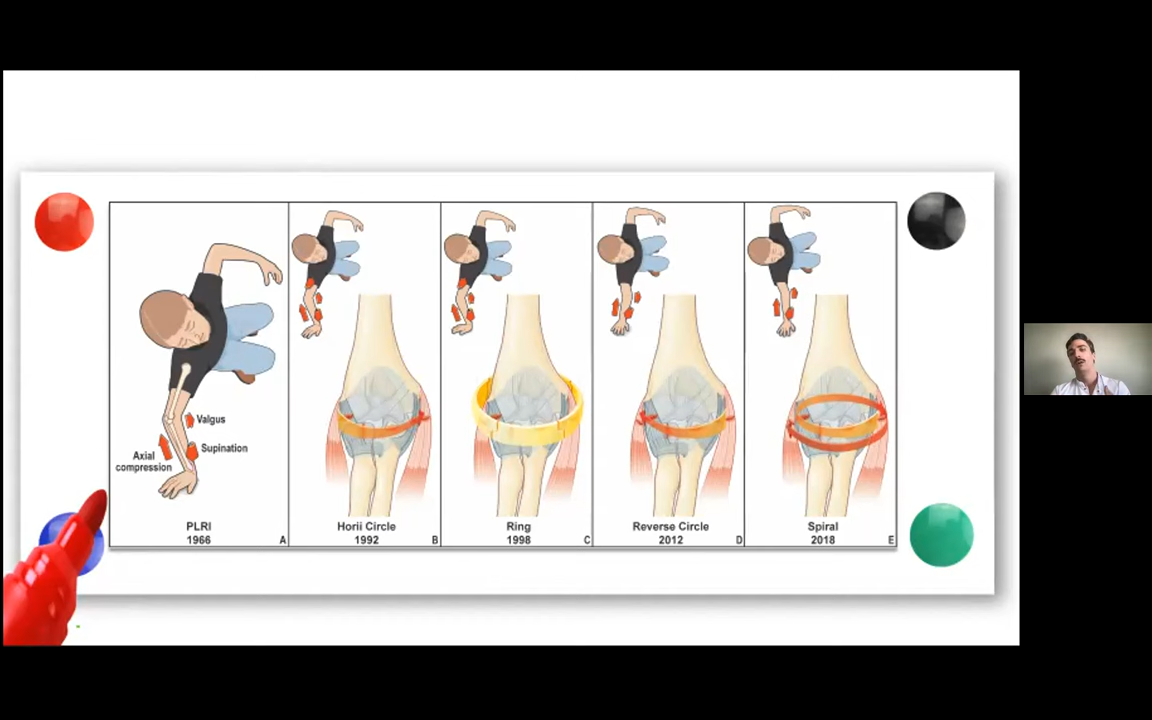 Valgus
Supination
Axial
compression
PLRI
1966
A
Horii Circle
1992
B
Ring
1998
C
Reverse Circle
2012
D
Spiral
2018
E